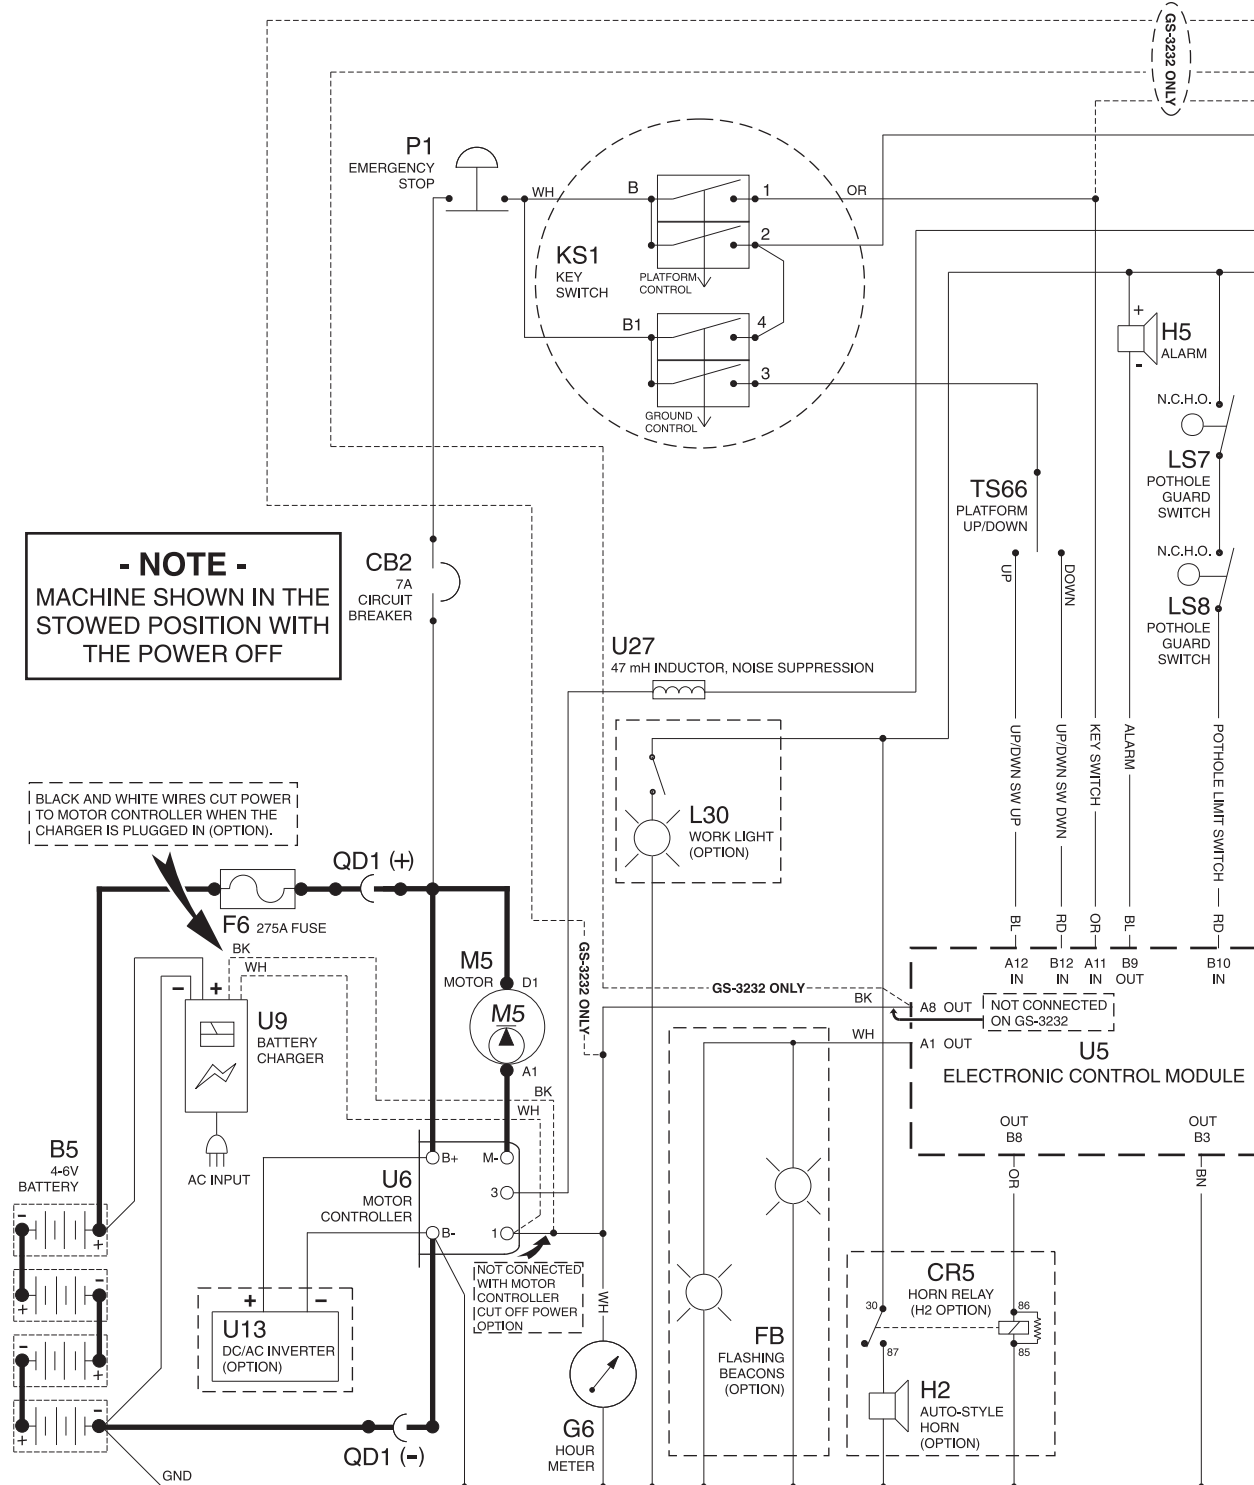 GS-3232 ONLY
P1
EMERGENCY
STOP
WH
B
1
OR
2
KS1
KEY
SWITCH
PLATFORM
CONTROL
B1
4
3
GROUND
CONTROL
+
H5
ALARM
-
N.C.H.O.
LS7
POTHOLE
GUARD
SWITCH
TS66
PLATFORM
UP/DOWN
UP
DOWN
N.C.H.O.
LS8
POTHOLE
GUARD
SWITCH
- NOTE -
MACHINE SHOWN IN THE
STOWED POSITION WITH
THE POWER OFF
CB2
7A
CIRCUIT
BREAKER
U27
47 mH INDUCTOR, NOISE SUPPRESSION
UP/DWN SW UP
UP/DWN SW DWN
KEY SWITCH
ALARM
POTHOLE LIMIT SWITCH
BLACK AND WHITE WIRES CUT POWER
TO MOTOR CONTROLLER WHEN THE
CHARGER IS PLUGGED IN (OPTION).
L30
WORK LIGHT
(OPTION)
QD1 (+)
F6 275A FUSE
BK
WH
BL
RD
OR
BL
RD
GS-3232 ONLY
M5
MOTOR
D1
M5
A1
A12
IN
B12
IN
A11
IN
B9
OUT
B10
IN
GS-3232 ONLY
BK
A8 OUT
NOT CONNECTED
ON GS-3232
WH
A1 OUT
U5
ELECTRONIC CONTROL MODULE
- +
U9
BATTERY
CHARGER
AC INPUT
BK
WH
OUT
B8
OUT
B3
OR
BN
B5
4-6V
BATTERY
- +
+ -
- +
+ -
U6
MOTOR
CONTROLLER
B+
M-
3
B-
1
NOT CONNECTED
WITH MOTOR
CONTROLLER
CUT OFF POWER
OPTION
+ -
U13
DC/AC INVERTER
(OPTION)
WH
G6
HOUR
METER
FB
FLASHING
BEACONS
(OPTION)
CR5
HORN RELAY
(H2 OPTION)
30
87
86
85
H2
AUTO-STYLE
HORN
(OPTION)
QD1 (-)
GND